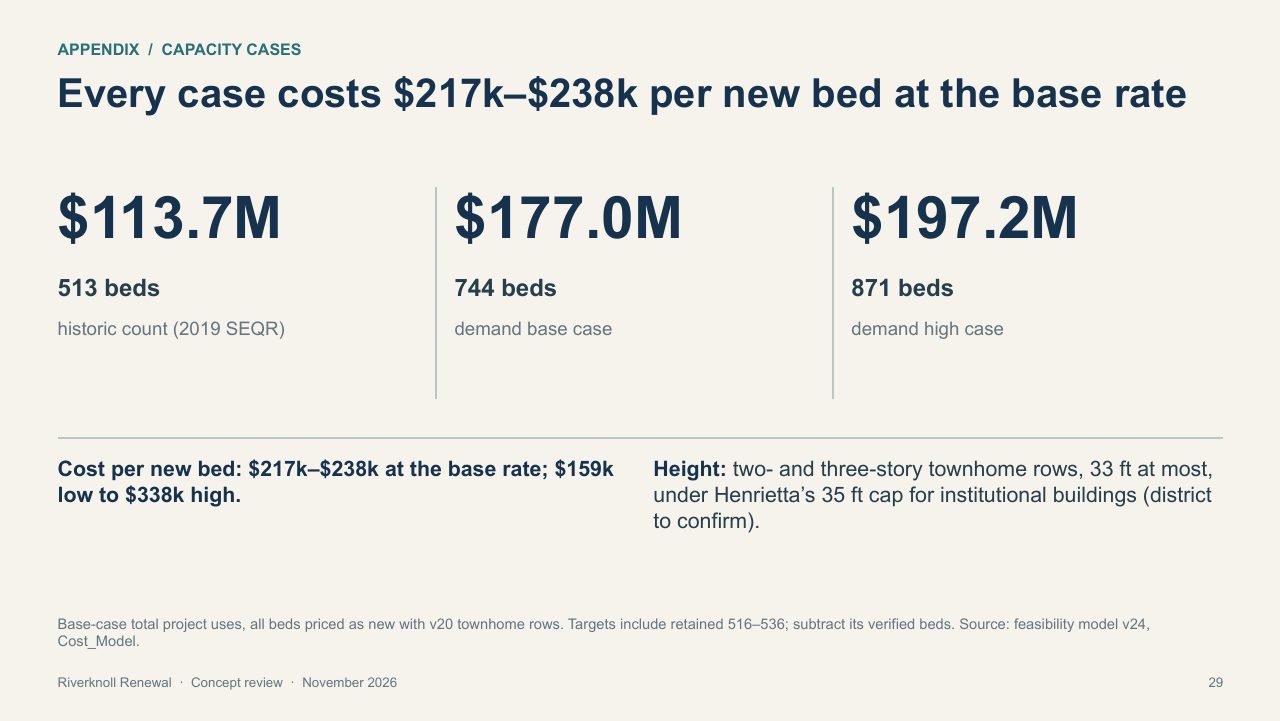 APPENDIX / CAPACITY CASES
Every case costs $217k–$238k per new bed at the base rate
$113.7M
513 beds
historic count (2019 SEQR)
$177.0M
744 beds
demand base case
$197.2M
871 beds
demand high case
Cost per new bed: $217k–$238k at the base rate; $159k
low to $338k high.
Height: two- and three-story townhome rows, 33 ft at most,
under Henrietta’s 35 ft cap for institutional buildings (district
to confirm).
Base-case total project uses, all beds priced as new with v20 townhome rows. Targets include retained 516–536; subtract its verified beds. Source: feasibility model v24,
Cost_Model.
Riverknoll Renewal · Concept review · November 2026
29